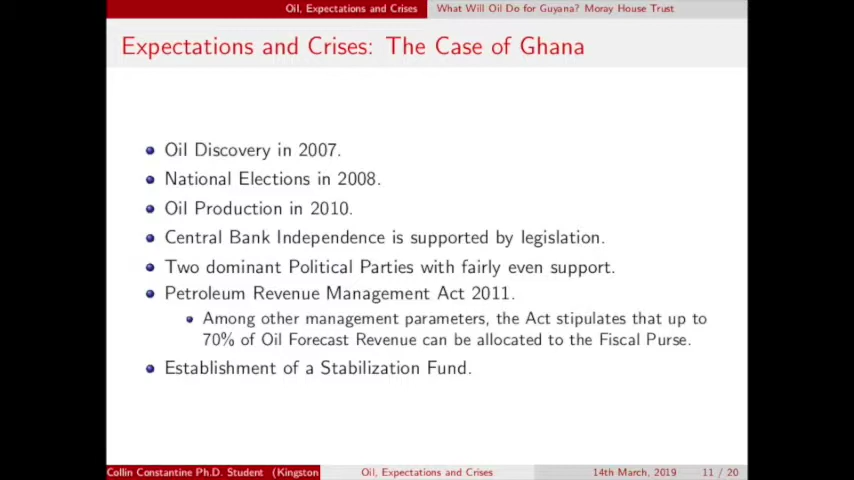 Oil, Expectations and Crises What Will Oil Do for Guyana? Moray House Trust
Expectations and Crises: The Case of Ghana
Oil Discovery in 2007.
National Elections in 2008.
Oil Production in 2010.
Central Bank Independence is supported by legislation.
Two dominant Political Parties with fairly even support.
Petroleum Revenue Management Act 2011.
Among other management parameters, the Act stipulates that up to
70% of Oil Forecast Revenue can be allocated to the Fiscal Purse.
Establishment of a Stabilization Fund.
Collin Constantine Ph.D. Student (Kingston Oil, Expectations and Crises 14th March, 2019 11 / 20